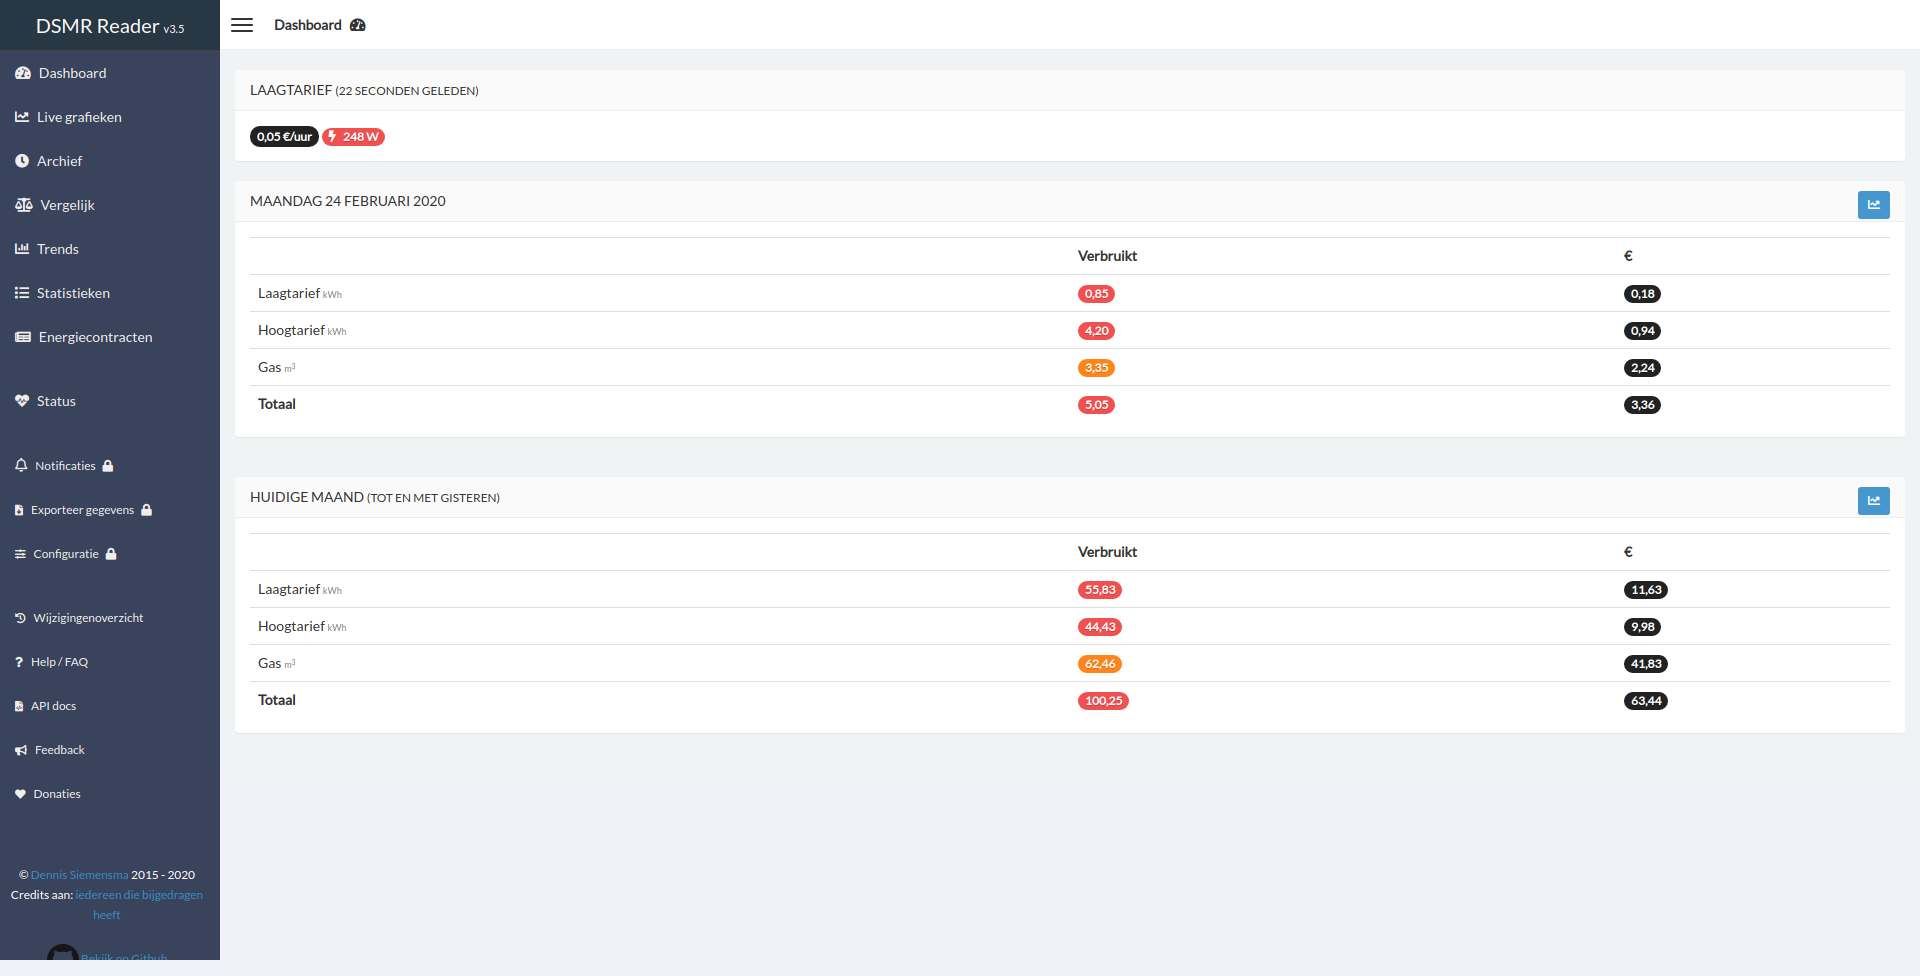 DSMR Reader v3.5
Dashboard
Live grafieken
Archief
Vergelijk
Trends
Statistieken
Energiecontracten
Status
Notificaties
Exporteer gegevens
Configuratie
Wijzigingenoverzicht
Help / FAQ
API docs
Feedback
Donaties
© Dennis Siemensma 2015 - 2020
Credits aan: iedereen die bijgedragen
heeft
Bekijk op Github
Dashboard
LAAGTARIEF (22 SECONDEN GELEDEN)
0,05 €/uur 248 W
MAANDAG 24 FEBRUARI 2020
Verbruikt €
Laagtarief kWh 0,85 0,18
Hoogtarief kWh 4,20 0,94
Gas m³ 3,35 2,24
Totaal 5,05 3,36
HUIDIGE MAAND (TOT EN MET GISTEREN)
Verbruikt €
Laagtarief kWh 55,83 11,63
Hoogtarief kWh 44,43 9,98
Gas m³ 62,46 41,83
Totaal 100,25 63,44